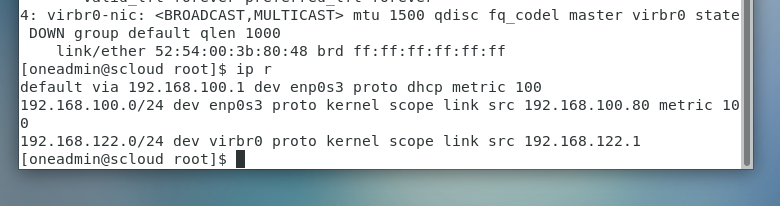 4: virbr0-nic: <BROADCAST,MULTICAST> mtu 1500 qdisc fq_codel master virbr0 state
DOWN group default qlen 1000
link/ether 52:54:00:3b:80:48 brd ff:ff:ff:ff:ff:ff
[oneadmin@scloud root]$ ip r
default via 192.168.100.1 dev enp0s3 proto dhcp metric 100
192.168.100.0/24 dev enp0s3 proto kernel scope link src 192.168.100.80 metric 10
0
192.168.122.0/24 dev virbr0 proto kernel scope link src 192.168.122.1
[oneadmin@scloud root]$